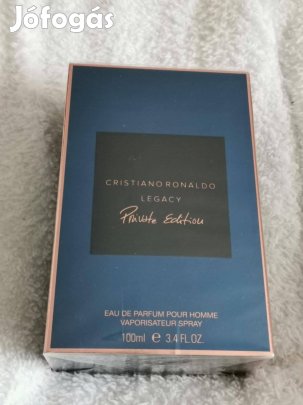 Jófogás
CRISTIANO RONALDO
LEGACY
Private Edition
EAU DE PARFUM POUR HOMME
VAPORISATEUR SPRAY
100ml ℮ 3.4 FL.OZ.